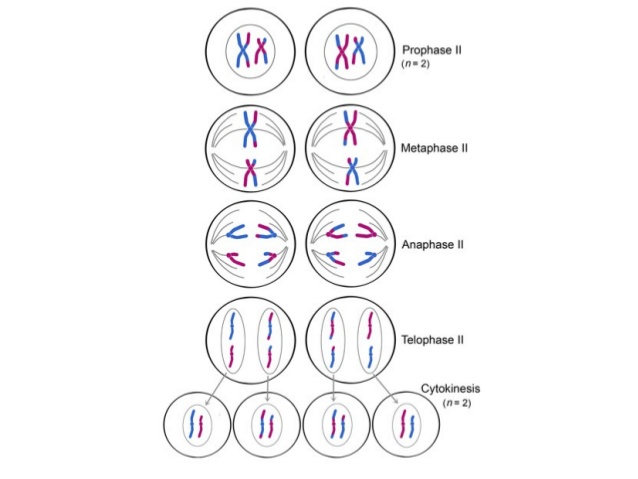 Prophase II
(n = 2)
Metaphase II
Anaphase II
Telophase II
Cytokinesis
(n = 2)